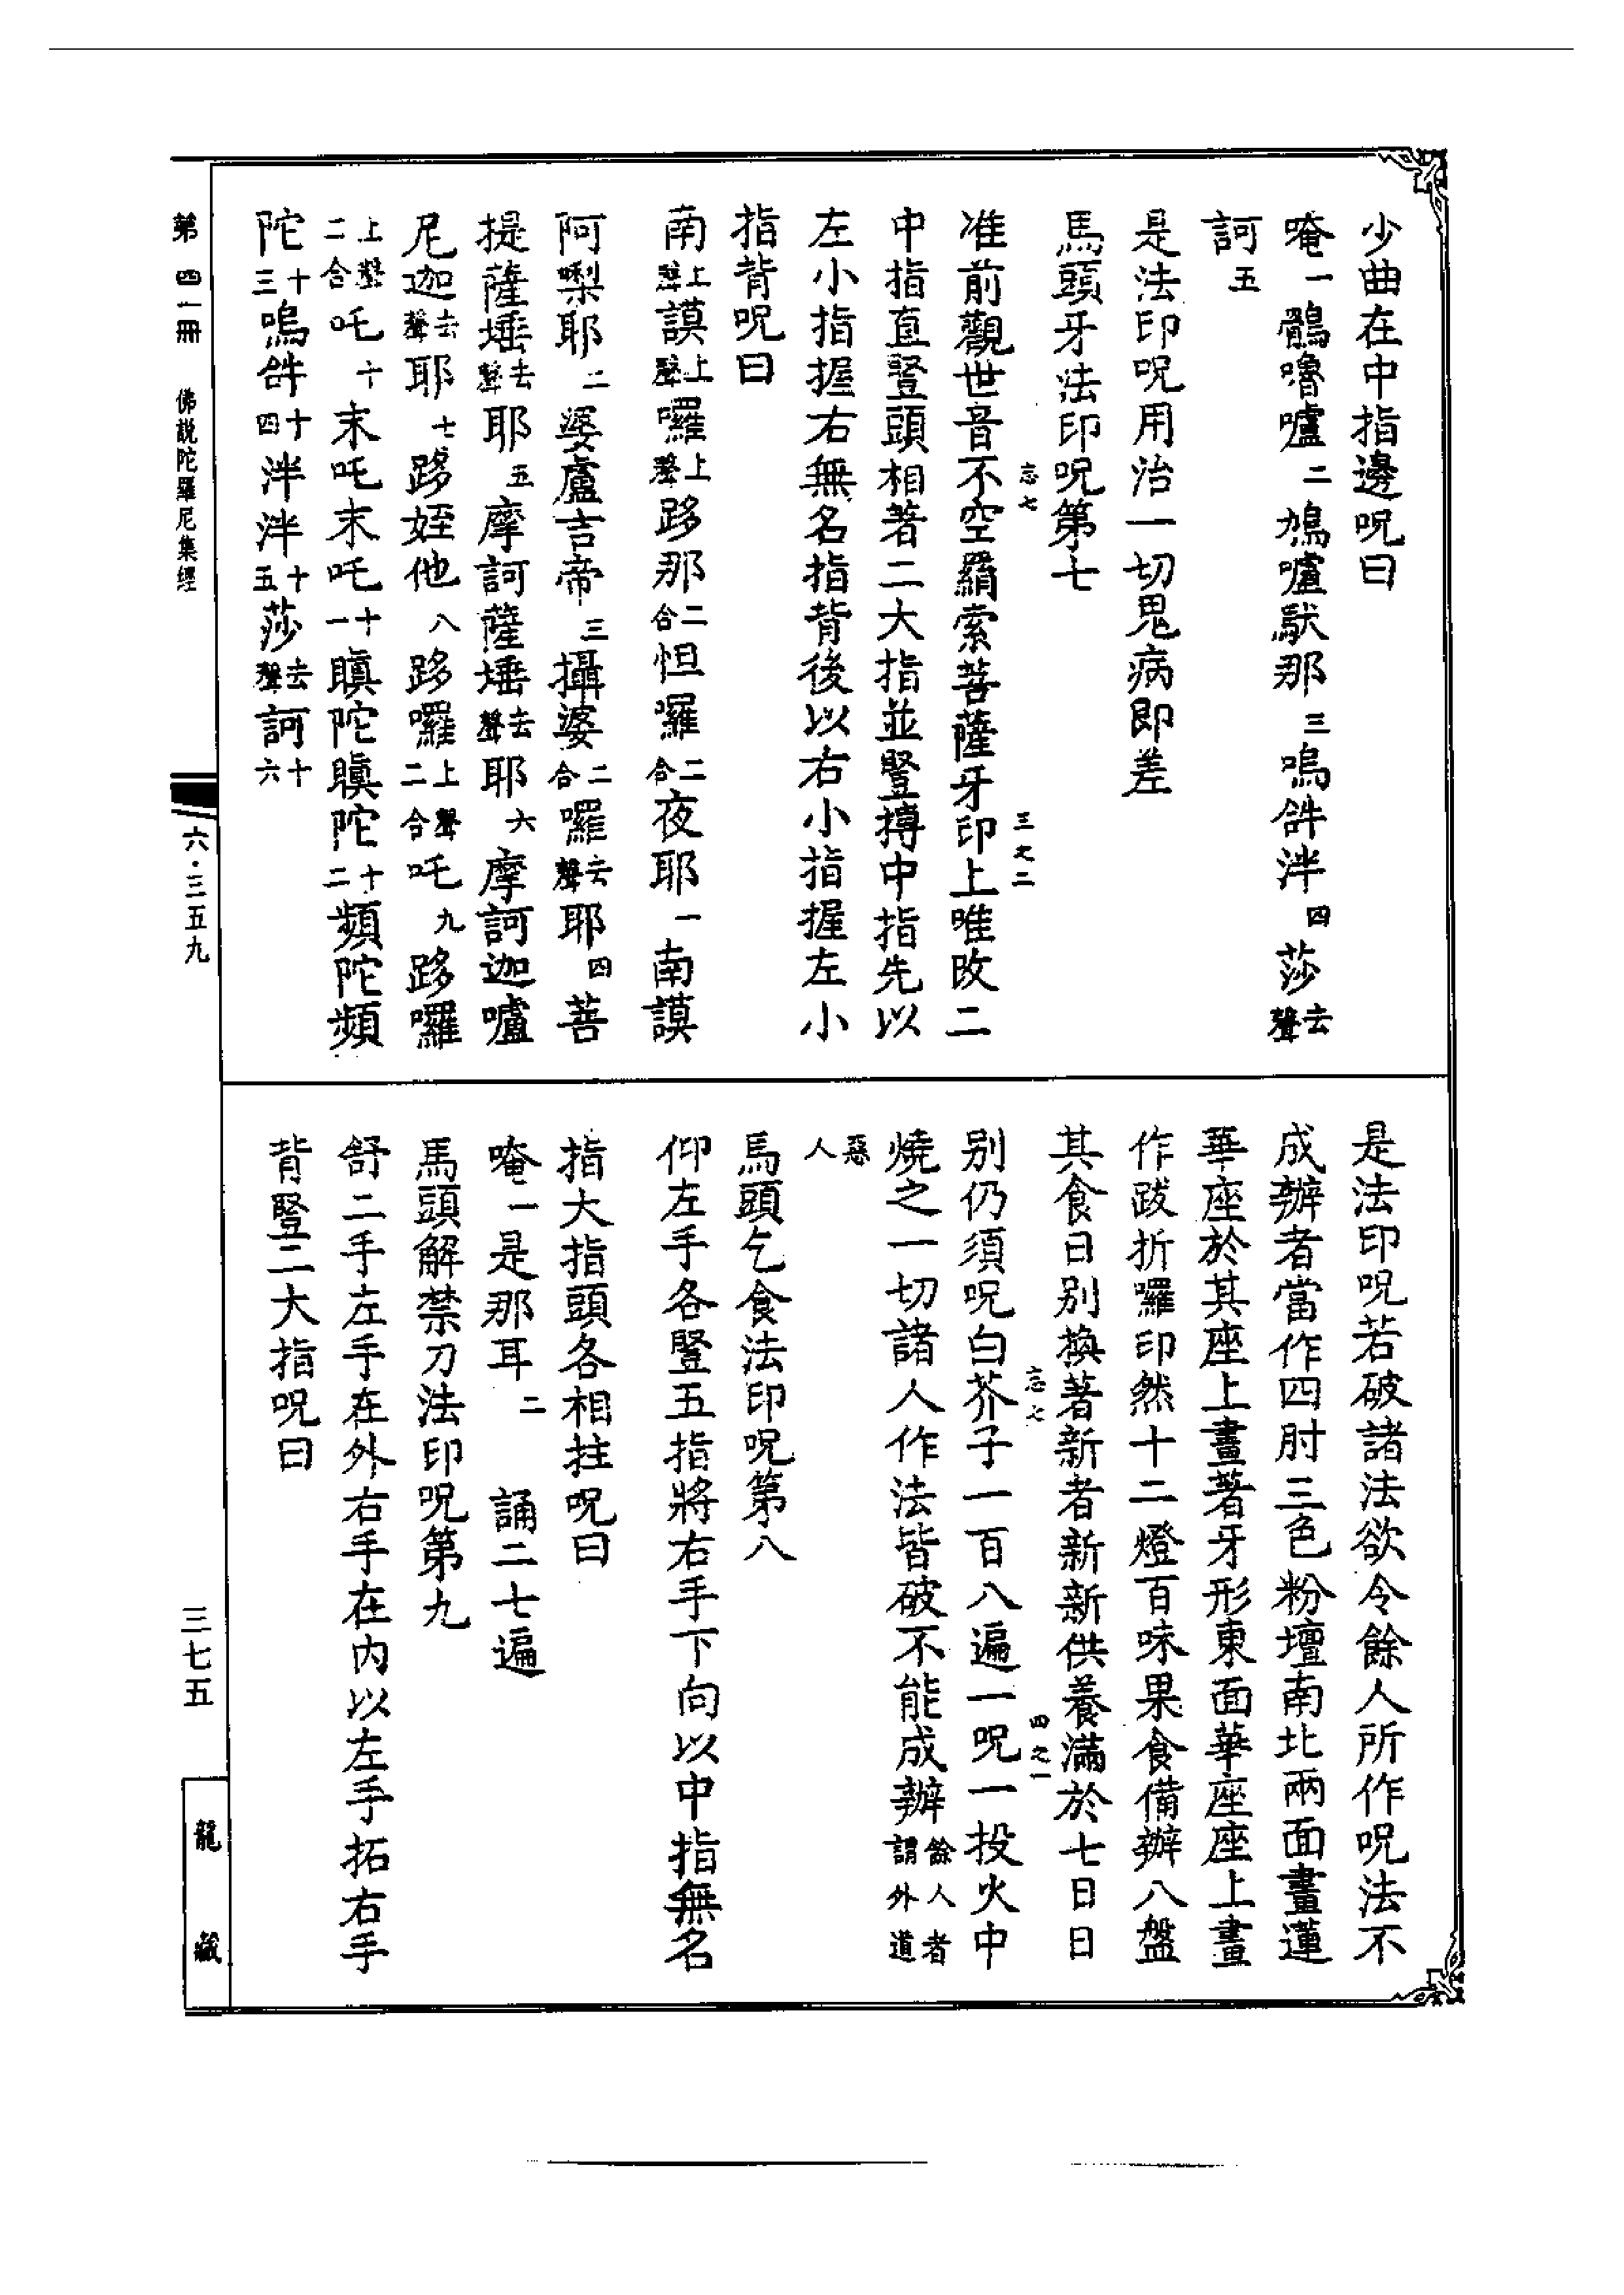 少曲在中指邊呪曰
唵一鶻嚕嚧二鳩嚧馱那三嗚𤙖泮四莎去聲
訶五
是法印呪用治一切鬼病即差
馬頭牙法印呪第七
忘七 三之二
准前觀世音不空羂索菩薩牙印上唯改二
中指直豎頭相著二大指並豎搏中指先以
左小指握右無名指背後以右小指握左小
指背呪曰
南上聲謨上聲囉上聲跢那二合怛囉二合夜耶一南謨
阿㗚耶二婆盧吉帝三攝婆二合囉去聲耶四菩
提薩埵去聲耶五摩訶薩埵去聲耶六摩訶迦嚧
尼迦去聲耶七跢姪他八跢囉上聲二合吒九跢囉
上聲二合吒十末吒末吒十一瞋陀瞋陀十二頻陀頻
陀十三嗚𤙖十四泮泮十五莎去聲訶十六
是法印呪若破諸法欲令餘人所作呪法不
成辦者當作四肘三色粉壇南北兩面畫蓮
華座於其座上畫著牙形東面華座座上畫
作跋折囉印然十二燈百味果食備辦八盤
其食日別換著新者新新供養滿於七日日
忘七 四之一
別仍須呪白芥子一百八遍一呪一投火中
燒之一切諸人作法皆破不能成辦餘人者謂外道
惡人
馬頭乞食法印呪第八
仰左手各豎五指將右手下向以中指無名
指大指頭各相拄呪曰
唵一是那耳二 誦二七遍
馬頭解禁刀法印呪第九
舒二手左手在外右手在內以左手拓右手
背豎二大指呪曰
第四一冊 佛説陀羅尼集經
六·三五九
三七五
龍藏